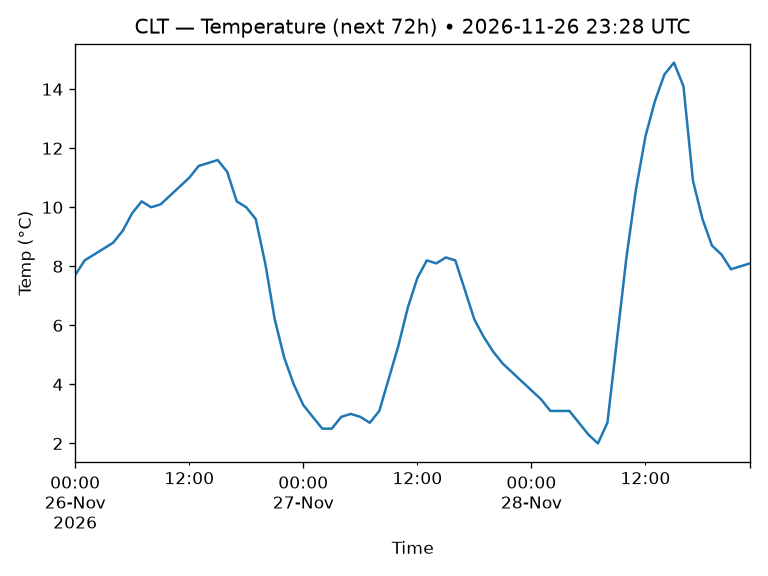 CLT — Temperature (next 72h) • 2026-11-26 23:28 UTC
Temp (°C)
14
12
10
8
6
4
2
00:00 12:00 00:00 12:00 00:00 12:00
26-Nov 27-Nov 28-Nov
2026
Time